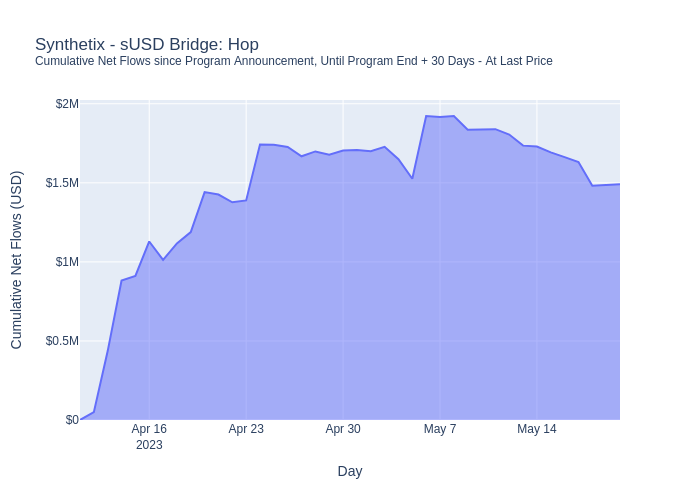 Synthetix - sUSD Bridge: Hop
Cumulative Net Flows since Program Announcement, Until Program End + 30 Days - At Last Price
Cumulative Net Flows (USD)
$2M
$1.5M
$1M
$0.5M
$0
Apr 16
2023
Apr 23
Apr 30
May 7
May 14
Day